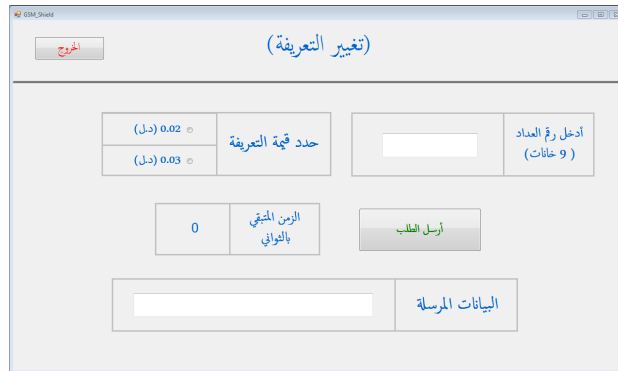 GSM_Shield
(تغيير التعريفة)
الخروج
أدخل رقم العداد
( 9 خانات)
حدد قيمة التعريفة
0.02 (د.ل)
0.03 (د.ل)
أرسل الطلب
الزمن المتبقي
بالثواني
0
البيانات المرسلة